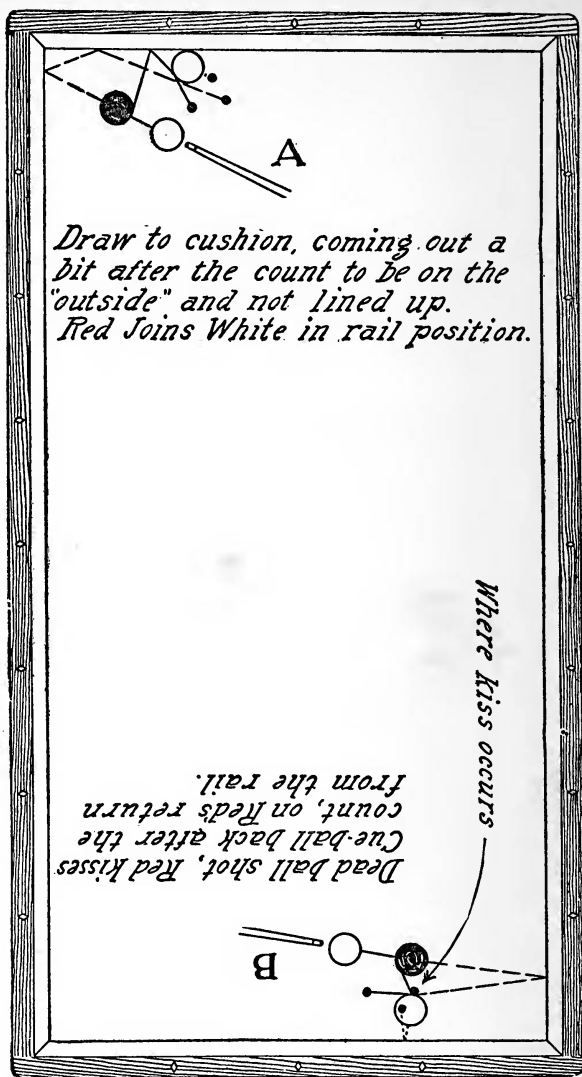 A
Draw to cushion, coming out a
bit after the count to be on the
"outside" and not lined up.
Red Joins White in rail position.
Where kiss occurs
Dead ball shot, Red kisses
Cue-ball back after the
count, on Red's return
from the rail.
B